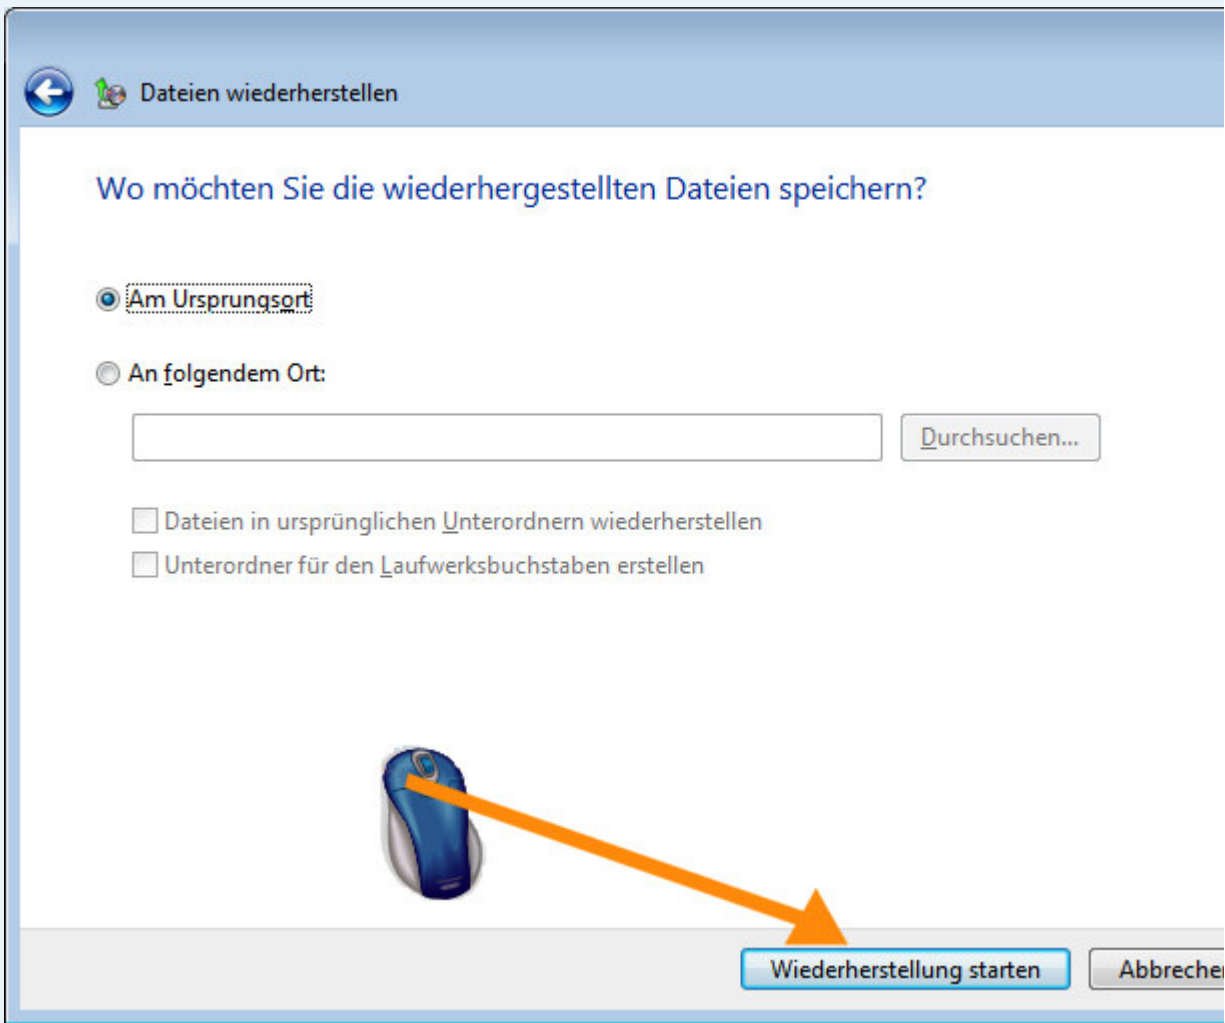 Dateien wiederherstellen
Wo möchten Sie die wiederhergestellten Dateien speichern?
Am Ursprungsort
An folgendem Ort:
Durchsuchen...
Dateien in ursprünglichen Unterordnern wiederherstellen
Unterordner für den Laufwerksbuchstaben erstellen
Wiederherstellung starten Abbrechen